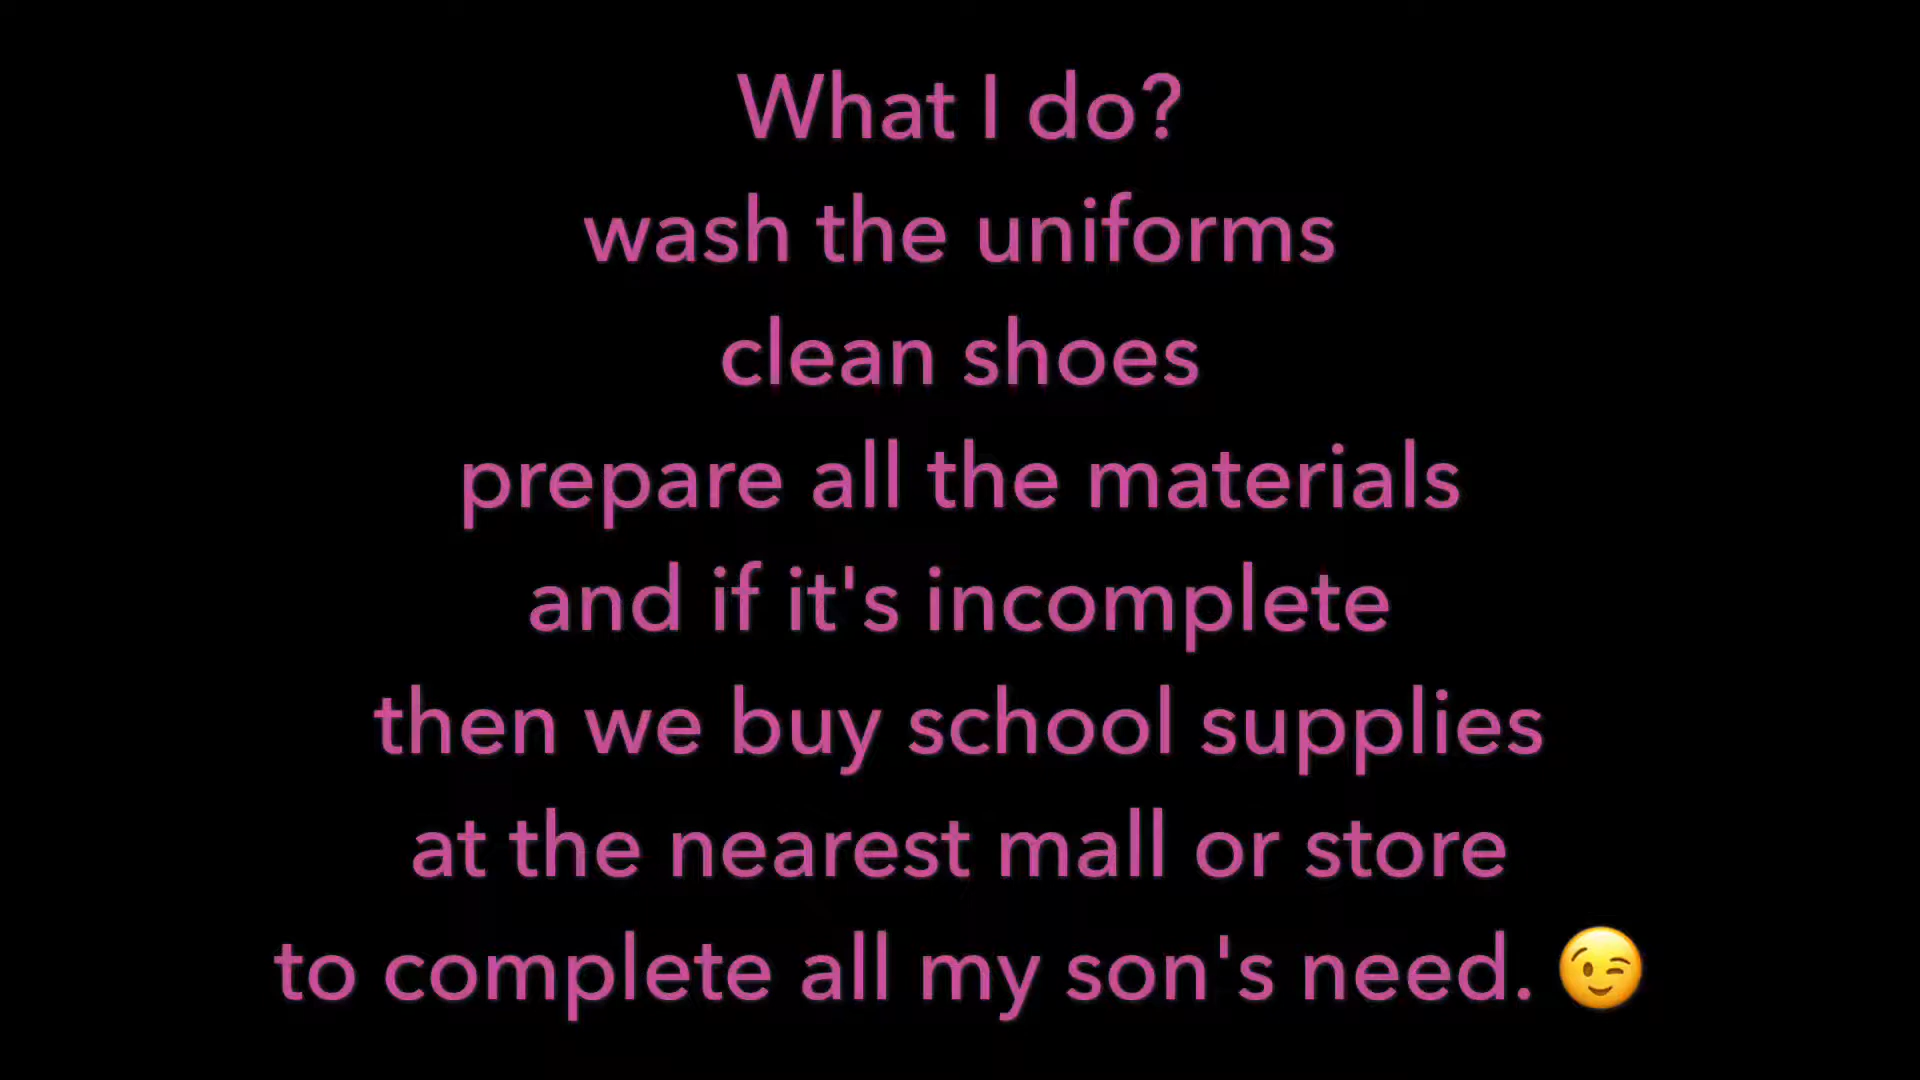 What I do?
wash the uniforms
clean shoes
prepare all the materials
and if it's incomplete
then we buy school supplies
at the nearest mall or store
to complete all my son's need. 😉